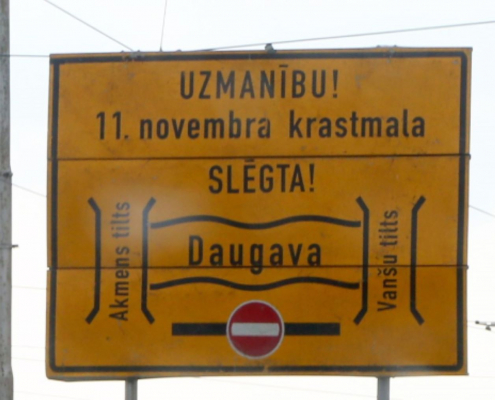 UZMANĪBU!
11. novembra krastmala
SLĒGTA!
Akmens tilts
Daugava
Vanšu tilts